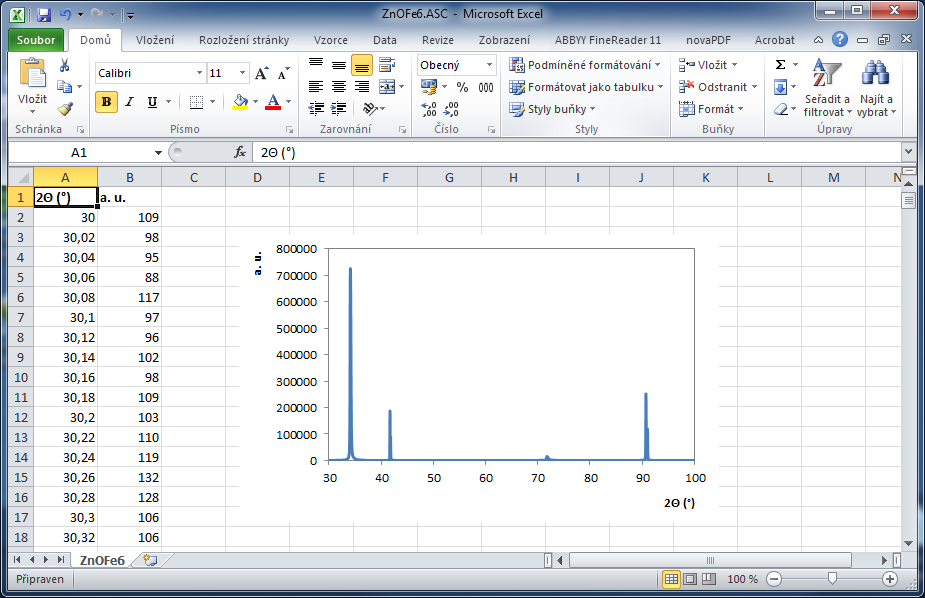 ZnOFe6.ASC - Microsoft Excel
Soubor Domů Vložení Rozložení stránky Vzorce Data Revize Zobrazení ABBYY FineReader 11 novaPDF Acrobat
Vložit
Schránka
Calibri 11
B I U A
Písmo
Zarovnání
Obecný
% 000
Číslo
Podmíněné formátování
Formátovat jako tabulku
Styly buňky
Styly
Vložit
Odstranit
Formát
Buňky
Σ
Seřadit a filtrovat
Najít a vybrat
Úpravy
A1 fx 2Θ (°)
A B C D E F G H I J K L M N
1 2Θ (°) a. u.
2 30 109
3 30,02 98
4 30,04 95
5 30,06 88
6 30,08 117
7 30,1 97
8 30,12 96
9 30,14 102
10 30,16 98
11 30,18 109
12 30,2 103
13 30,22 110
14 30,24 119
15 30,26 132
16 30,28 128
17 30,3 106
18 30,32 106
a. u.
800000
700000
600000
500000
400000
300000
200000
100000
0
30 40 50 60 70 80 90 100
2Θ (°)
ZnOFe6
Připraven 100 %